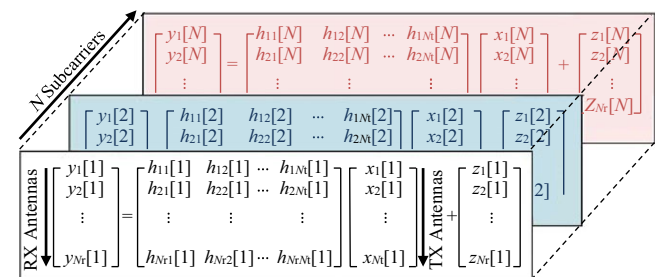 N Subcarriers
y1[N] = h11[N] h12[N] ... h1Nt[N] x1[N] + z1[N]
y2[N] h21[N] h22[N] ... h2Nt[N] x2[N] z2[N]
⋮ ⋮ ⋮ ⋮ ⋮ ⋮
ZNr[N]
y1[2] h11[2] h12[2] ... h1Nt[2] x1[2] z1[2]
y2[2] h21[2] h22[2] ... h2Nt[2] x2[2] z2[2]
2]
RX Antennas
y1[1] h11[1] h12[1] ... h1Nt[1] x1[1] z1[1]
y2[1] h21[1] h22[1] ... h2Nt[1] x2[1] z2[1]
⋮ = ⋮ ⋮ ⋮ ⋮ + ⋮
yNr[1] hNr1[1] hNr2[1] ... hNrNt[1] xNt[1] zNr[1]
TX Antennas